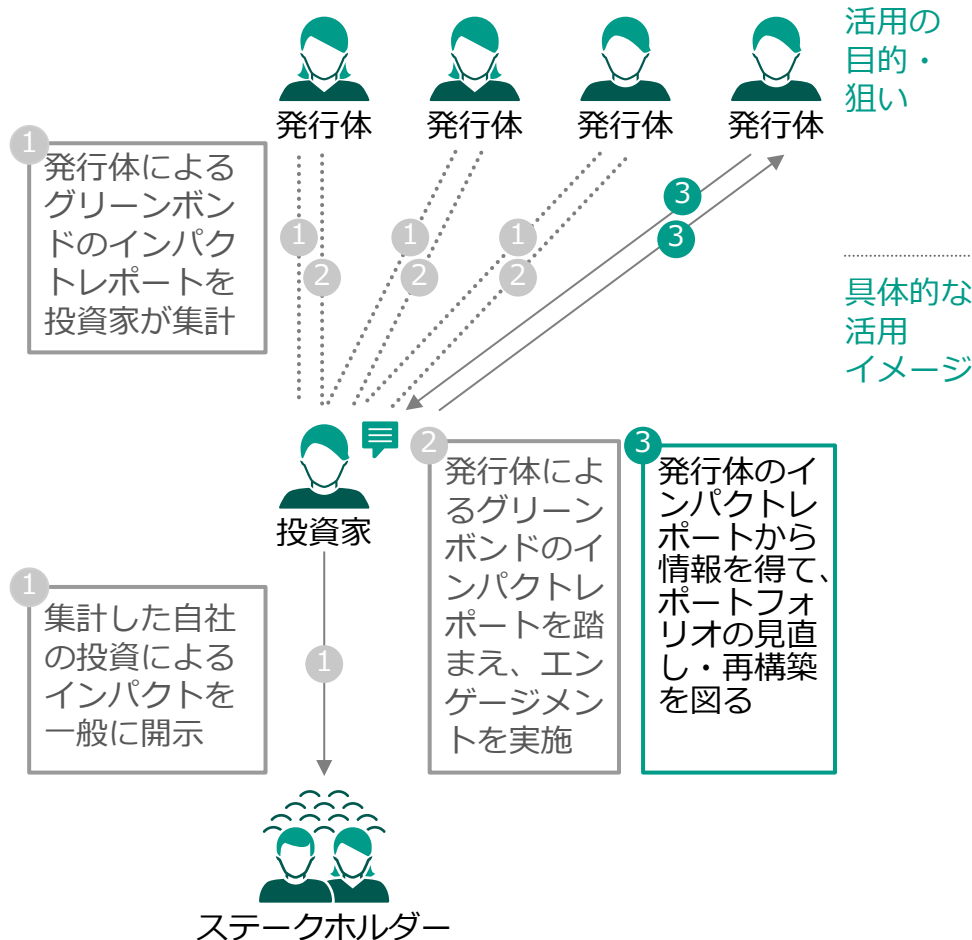 発行体
発行体
発行体
発行体
活用の
目的・
狙い
1
発行体による
グリーンボン
ドのインパク
トレポートを
投資家が集計
3
3
1
1
1
2
2
2
具体的な
活用
イメージ
投資家
2
発行体によ
るグリーン
ボンドのイ
ンパクトレ
ポートを踏
まえ、エン
ゲージメン
トを実施
3
発行体のイ
ンパクトレ
ポートから
情報を得て、
ポートフォ
リオの見直
し・再構築
を図る
1
集計した自社
の投資による
インパクトを
一般に開示
1
ステークホルダー